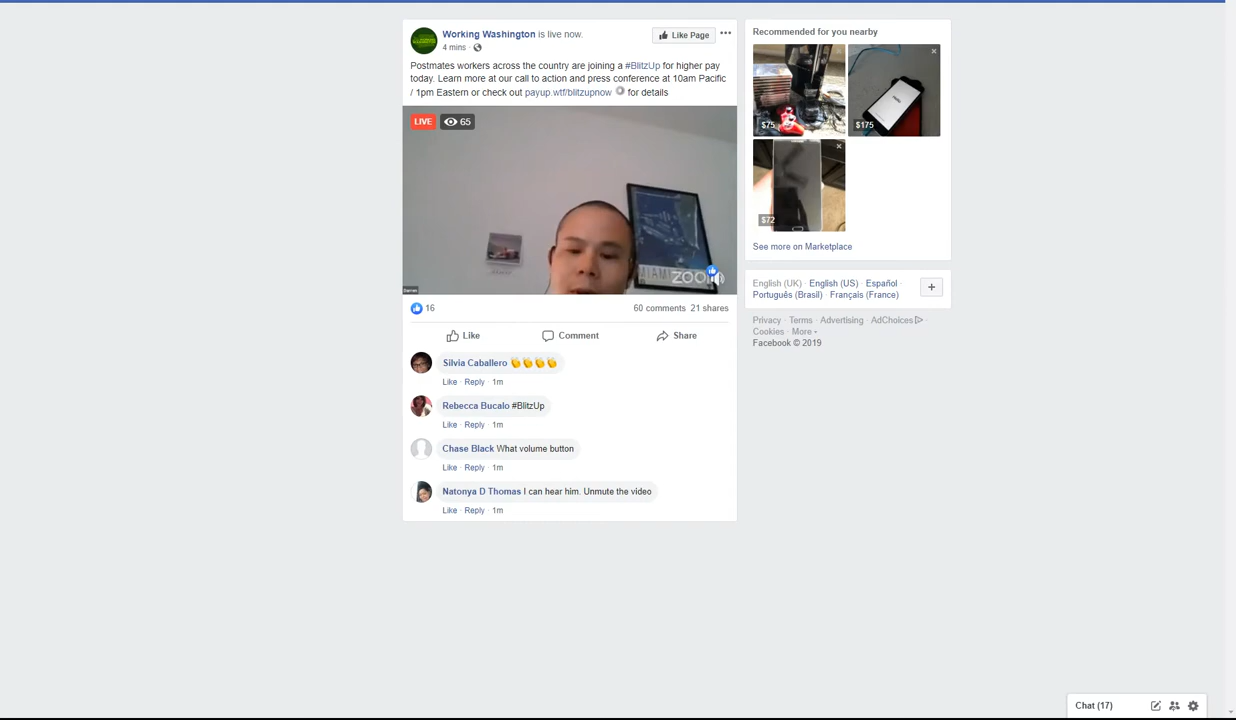 Working Washington is live now.
4 mins ·
Like Page
Postmates workers across the country are joining a #BlitzUp for higher pay
today. Learn more at our call to action and press conference at 10am Pacific
/ 1pm Eastern or check out payup.wtf/blitzupnow for details
LIVE
65
MIAMI
ZOOM
16
60 comments 21 shares
Like Comment Share
Silvia Caballero 👏👏👏👏
Like · Reply · 1m
Rebecca Bucalo #BlitzUp
Like · Reply · 1m
Chase Black What volume button
Like · Reply · 1m
Natonya D Thomas I can hear him. Unmute the video
Like · Reply · 1m
Recommended for you nearby
$75
$175
$72
See more on Marketplace
English (UK) · English (US) · Español ·
Português (Brasil) · Français (France)
Privacy · Terms · Advertising · AdChoices ·
Cookies · More
Facebook © 2019
Chat (17)